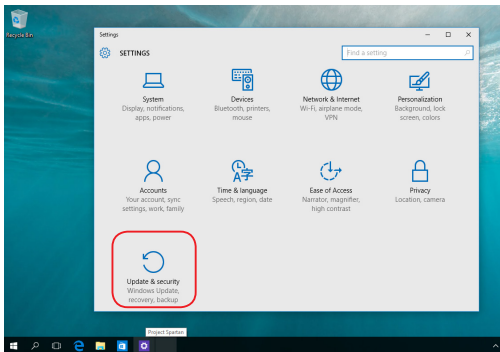 Recycle Bin
Settings
SETTINGS
Find a setting
System
Display, notifications,
apps, power
Devices
Bluetooth, printers,
mouse
Network & Internet
Wi-Fi, airplane mode,
VPN
Personalization
Background, lock
screen, colors
Accounts
Your account, sync
settings, work, family
Time & language
Speech, region, date
Ease of Access
Narrator, magnifier,
high contrast
Privacy
Location, camera
Update & security
Windows Update,
recovery, backup
Project Spartan